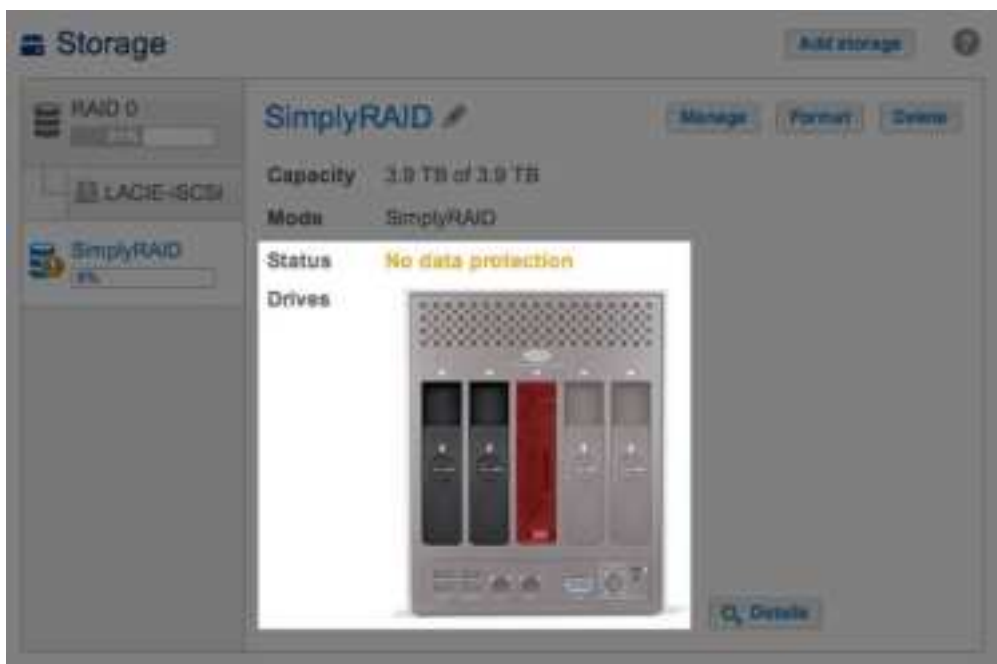 Storage
Add storage
RAID 0
LACIE-iSCSI
SimplyRAID
SimplyRAID
Manage
Format
Delete
Capacity 3.9 TB of 3.9 TB
Mode SimplyRAID
Status No data protection
Drives
Details